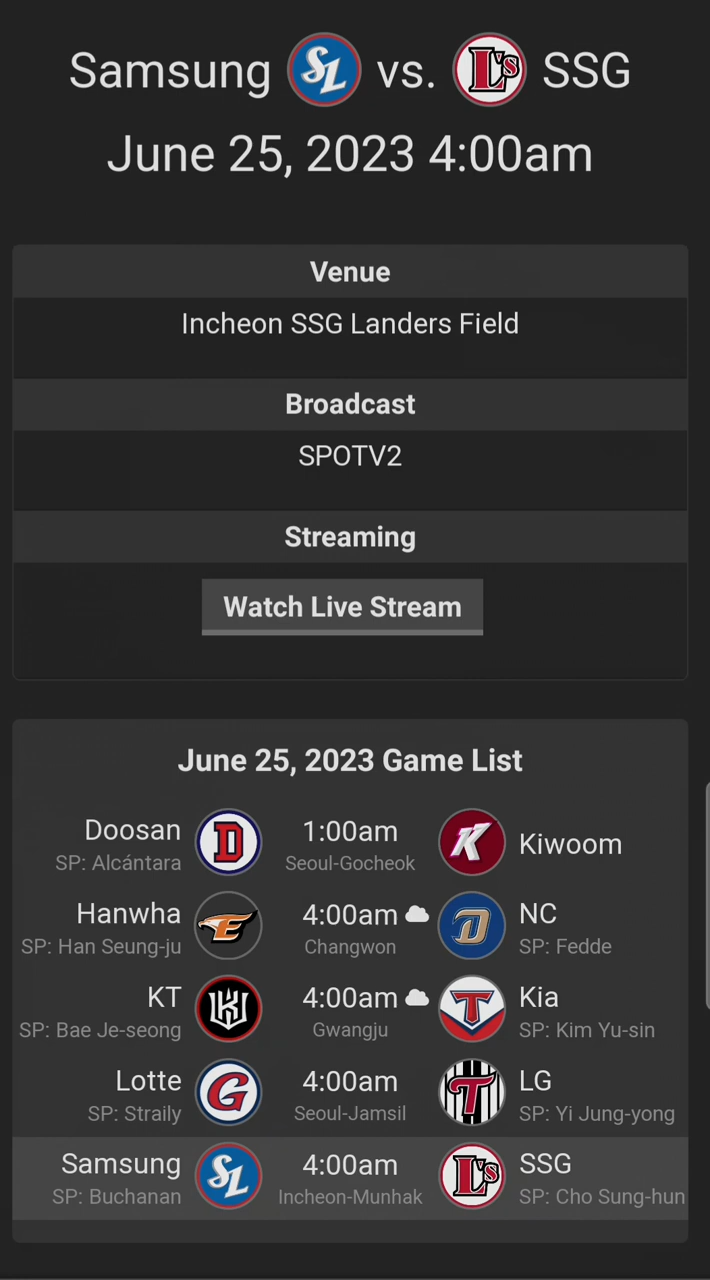 Samsung SL vs. L's SSG
June 25, 2023 4:00am
Venue
Incheon SSG Landers Field
Broadcast
SPOTV2
Streaming
Watch Live Stream
June 25, 2023 Game List
Doosan D 1:00am K Kiwoom
SP: Alcántara Seoul-Gocheok
Hanwha E 4:00am D NC
SP: Han Seung-ju Changwon SP: Fedde
KT 4:00am T Kia
SP: Bae Je-seong Gwangju SP: Kim Yu-sin
Lotte G 4:00am T LG
SP: Straily Seoul-Jamsil SP: Yi Jung-yong
Samsung SL 4:00am L's SSG
SP: Buchanan Incheon-Munhak SP: Cho Sung-hun